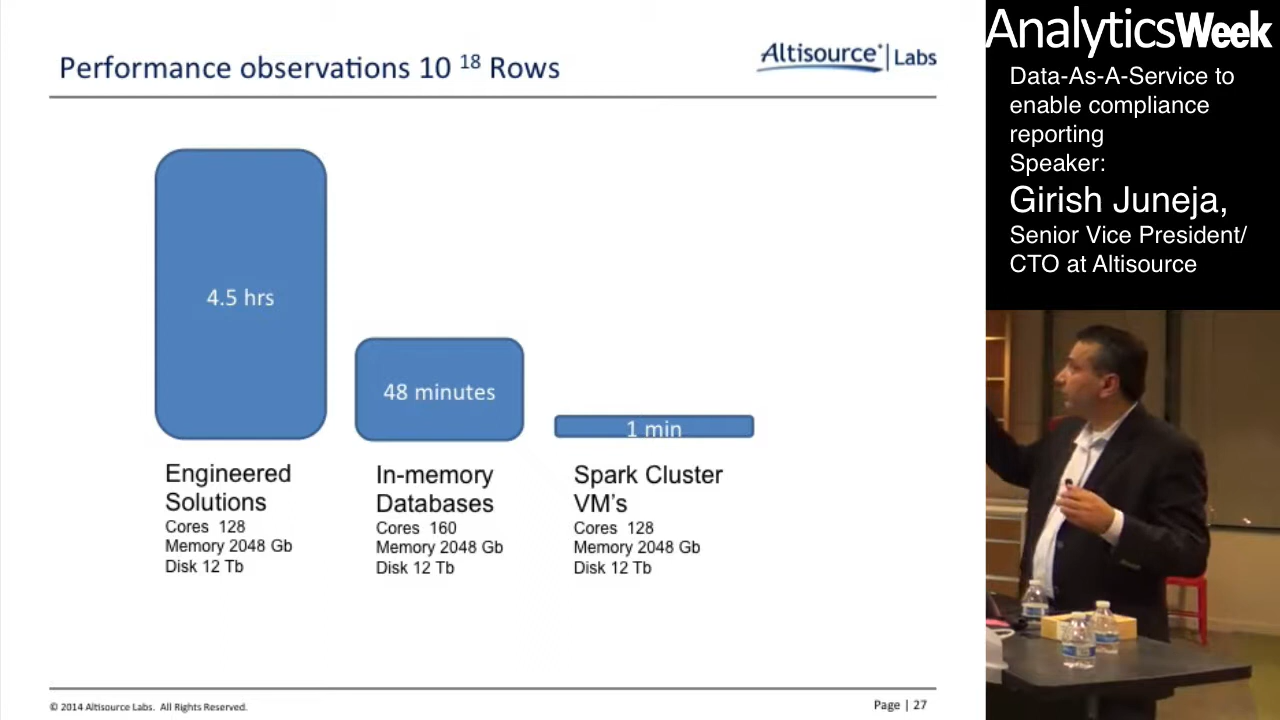 Performance observations 10 18 Rows
Altisource® | Labs
4.5 hrs
48 minutes
1 min
Engineered
Solutions
Cores 128
Memory 2048 Gb
Disk 12 Tb
In-memory
Databases
Cores 160
Memory 2048 Gb
Disk 12 Tb
Spark Cluster
VM's
Cores 128
Memory 2048 Gb
Disk 12 Tb
© 2014 Altisource Labs. All Rights Reserved.
Page | 27
AnalyticsWeek
Data-As-A-Service to
enable compliance
reporting
Speaker:
Girish Juneja,
Senior Vice President/
CTO at Altisource